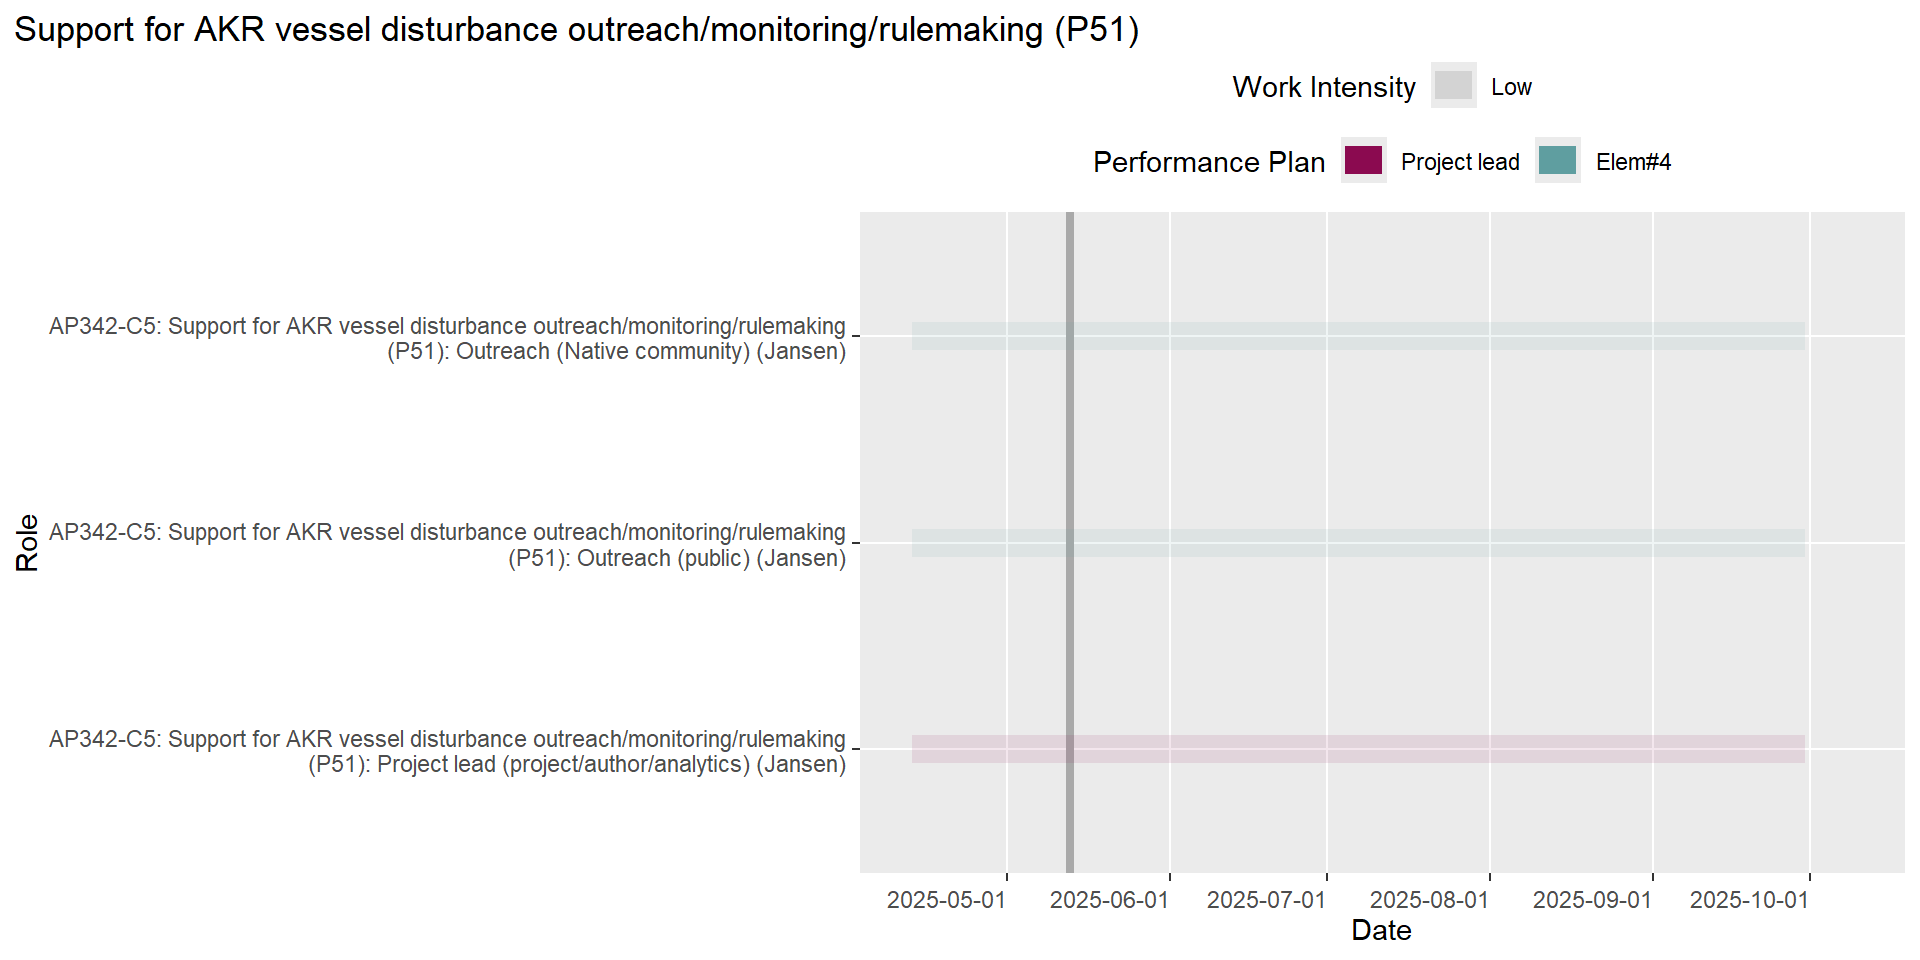 Support for AKR vessel disturbance outreach/monitoring/rulemaking (P51)
Work Intensity Low
Performance Plan Project lead Elem#4
Role
AP342-C5: Support for AKR vessel disturbance outreach/monitoring/rulemaking
(P51): Outreach (Native community) (Jansen)
AP342-C5: Support for AKR vessel disturbance outreach/monitoring/rulemaking
(P51): Outreach (public) (Jansen)
AP342-C5: Support for AKR vessel disturbance outreach/monitoring/rulemaking
(P51): Project lead (project/author/analytics) (Jansen)
2025-05-01 2025-06-01 2025-07-01 2025-08-01 2025-09-01 2025-10-01
Date